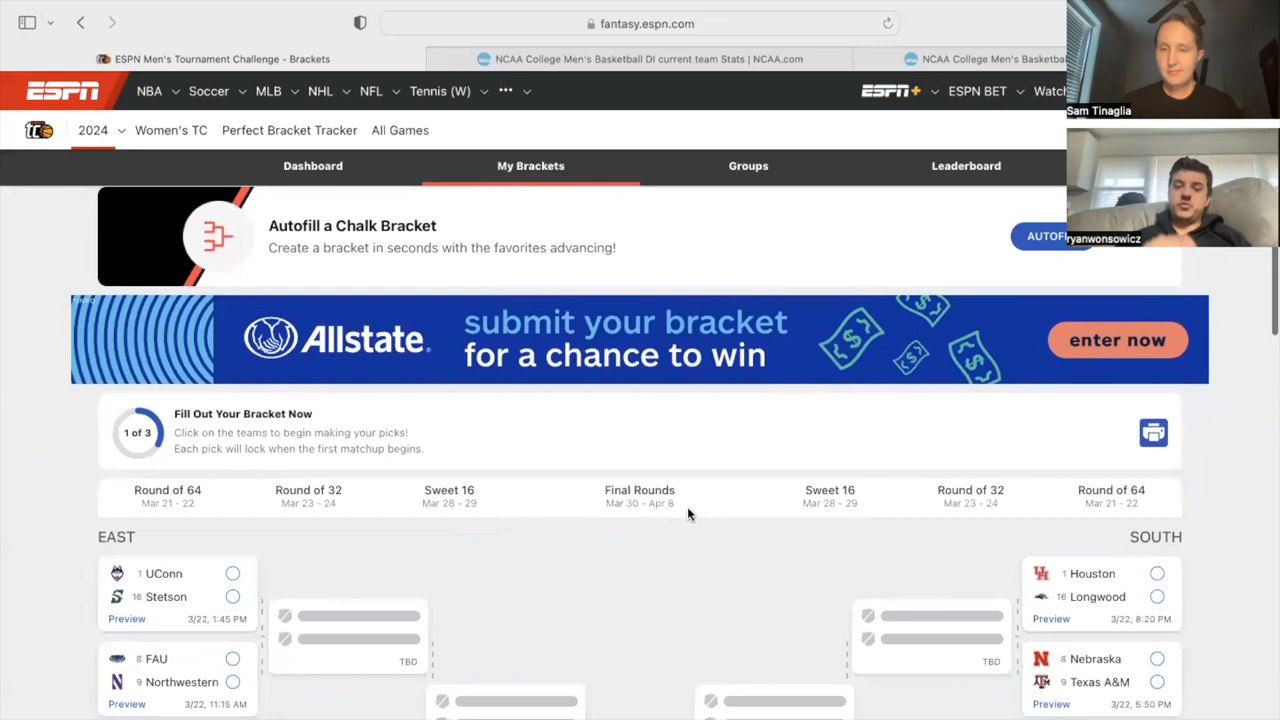 fantasy.espn.com
ESPN Men's Tournament Challenge - Brackets
NCAA College Men's Basketball DI current team Stats | NCAA.com
NCAA College Men's Basketba
ESPN
NBA
Soccer
MLB
NHL
NFL
Tennis (W)
ESPN+
ESPN BET
Watch
Sam Tinaglia
TC
2024
Women's TC
Perfect Bracket Tracker
All Games
Dashboard
My Brackets
Groups
Leaderboard
Autofill a Chalk Bracket
Create a bracket in seconds with the favorites advancing!
AUTOF
ryanwonsowicz
Allstate
submit your bracket
for a chance to win
enter now
1 of 3
Fill Out Your Bracket Now
Click on the teams to begin making your picks!
Each pick will lock when the first matchup begins.
Round of 64
Mar 21 - 22
Round of 32
Mar 23 - 24
Sweet 16
Mar 28 - 29
Final Rounds
Mar 30 - Apr 8
Sweet 16
Mar 28 - 29
Round of 32
Mar 23 - 24
Round of 64
Mar 21 - 22
EAST
SOUTH
1 UConn
16 Stetson
Preview 3/22, 1:45 PM
TBD
8 FAU
9 Northwestern
Preview 3/22, 11:15 AM
1 Houston
16 Longwood
Preview 3/22, 8:20 PM
TBD
8 Nebraska
9 Texas A&M
Preview 3/22, 5:50 PM